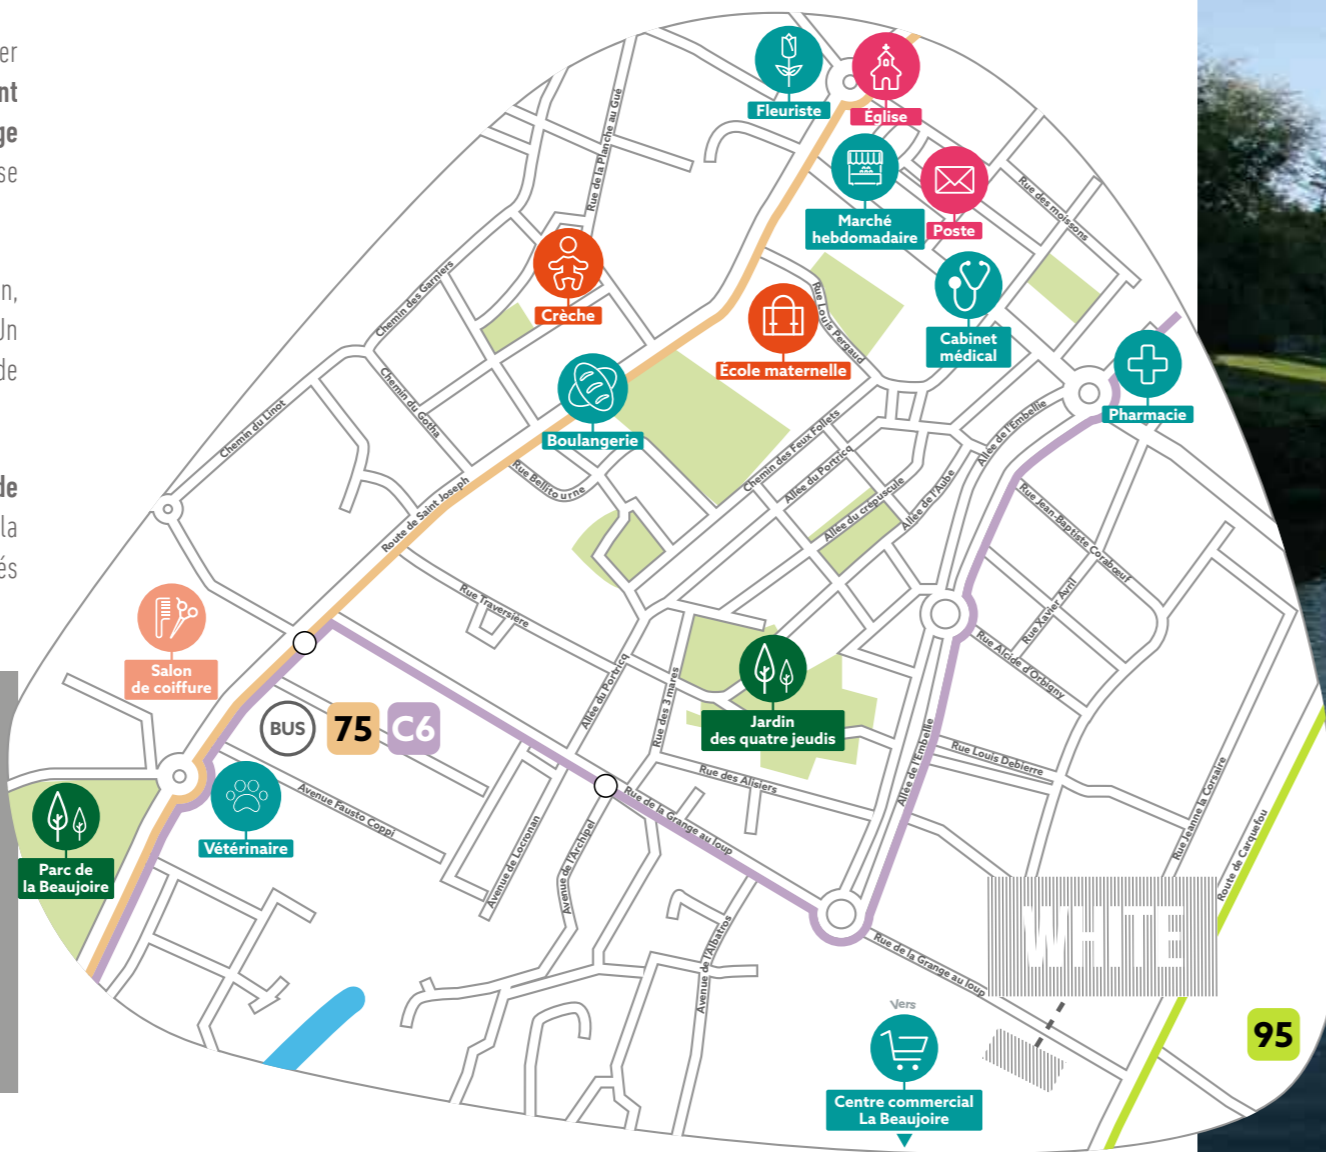 er
nt
ge
se
n,
Un
de
de
la
és
Fleuriste
Église
Marché
hebdomadaire
Poste
Rue des moissons
Rue de la Planche au Gué
Crèche
Chemin des Garniers
École maternelle
Rue Louis Pergaud
Cabinet
médical
Pharmacie
Boulangerie
Chemin du Gotha
Chemin du Linot
Chemin des Feux Follets
Allée du Portricq
Allée du crépuscule
Allée de l'Aube
Allée de l'Embellie
Rue Bellitourne
Route de Saint Joseph
Rue Jean-Baptiste Corabœuf
Rue Xavier Avril
Rue Alcide d'Orbigny
Rue Traversière
Salon
de coiffure
Allée du Portricq
Rue des 3 mares
Jardin
des quatre jeudis
BUS
75
C6
Allée de l'Embellie
Rue Louis Debierre
Rue des Alisiers
Rue de la Grange au loup
Avenue Fausto Coppi
Vétérinaire
Parc de
la Beaujoire
Avenue de Locronan
Avenue de l'Archipel
Avenue de l'Albatros
Rue Jeanne la Corsaire
Route de Carquefou
Rue de la Grange au loup
WHITE
95
Vers
Centre commercial
La Beaujoire